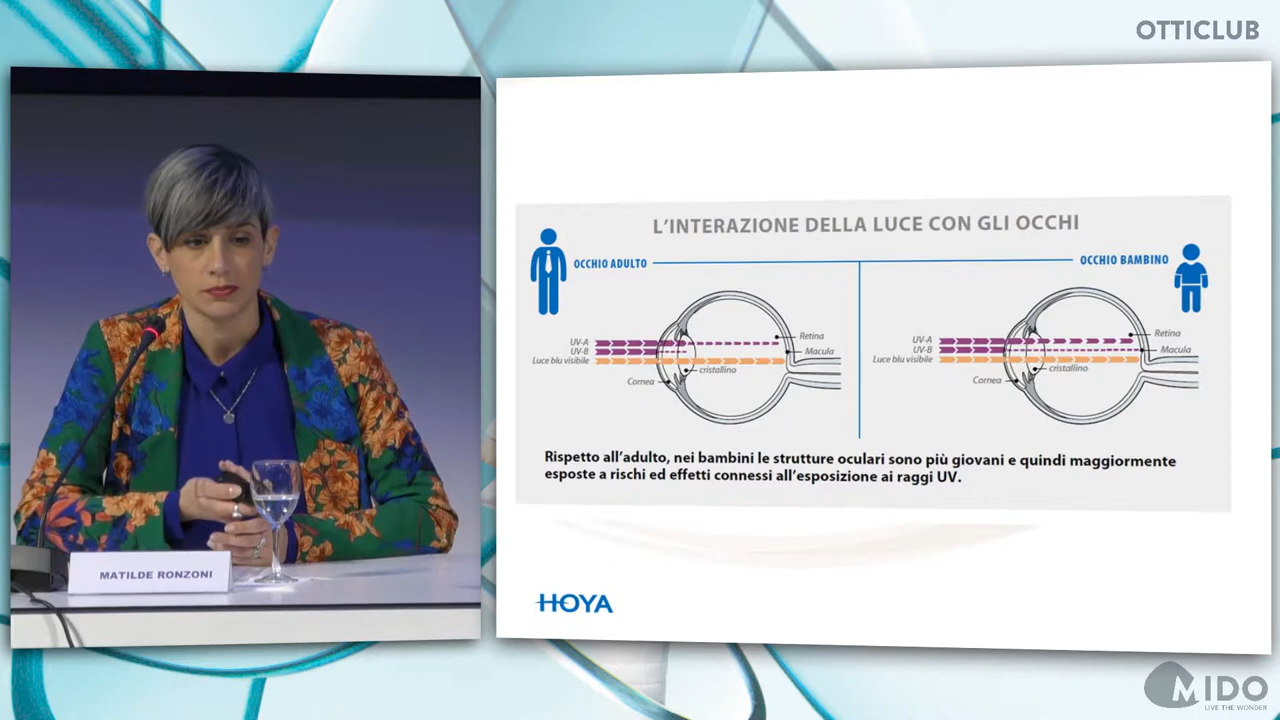 OTTICLUB
L'INTERAZIONE DELLA LUCE CON GLI OCCHI
OCCHIO ADULTO
OCCHIO BAMBINO
UV-A
UV-B
Luce blu visibile
Cornea
cristallino
Retina
Macula
UV-A
UV-B
Luce blu visibile
Cornea
cristallino
Retina
Macula
Rispetto all'adulto, nei bambini le strutture oculari sono più giovani e quindi maggiormente
esposte a rischi ed effetti connessi all'esposizione ai raggi UV.
HOYA
MATILDE RONZONI
MIDO
LIVE THE WONDER